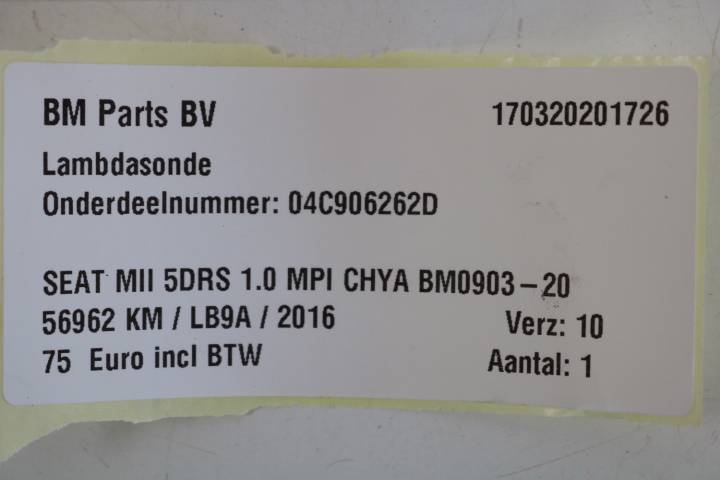 BM Parts BV 170320201726
Lambdasonde
Onderdeelnummer: 04C906262D
SEAT MII 5DRS 1.0 MPI CHYA BM0903-20
56962 KM / LB9A / 2016 Verz: 10
75 Euro incl BTW Aantal: 1